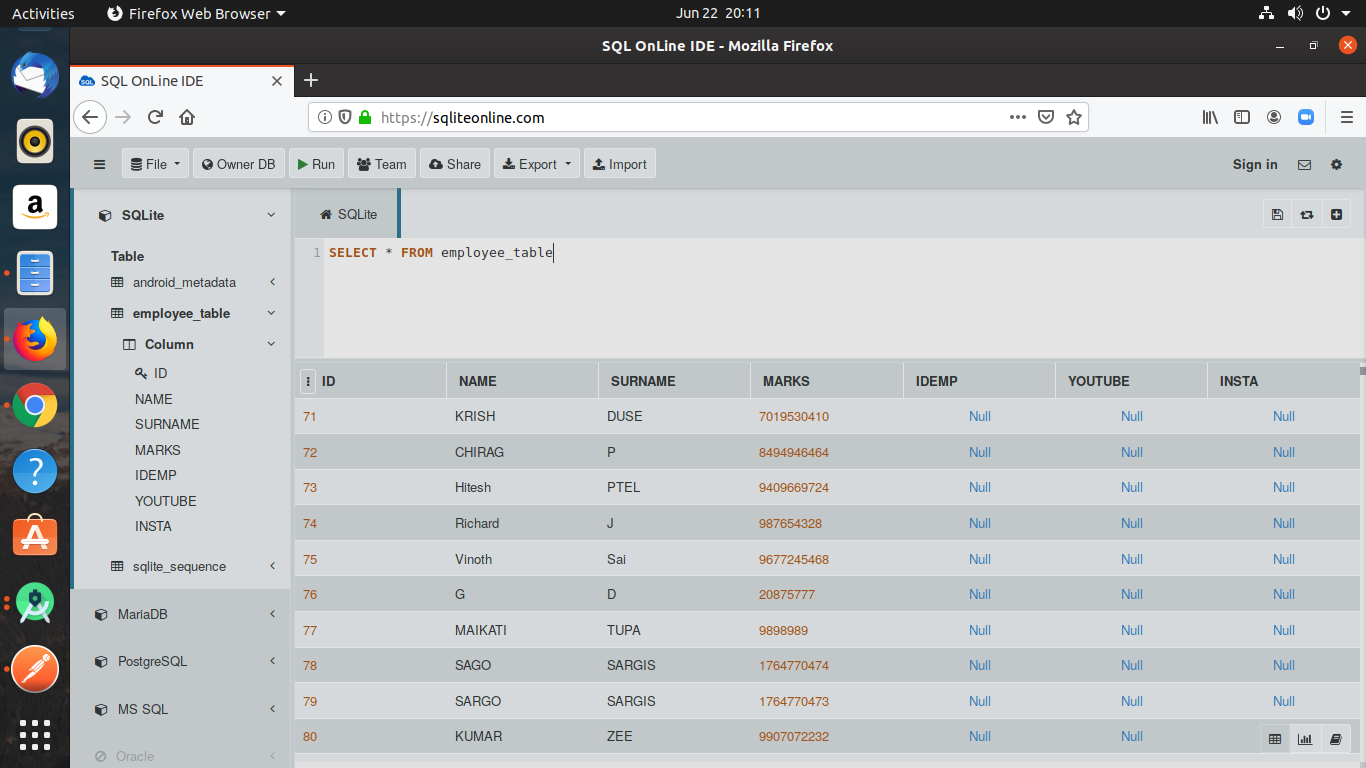 Activities Firefox Web Browser Jun 22 20:11
SQL OnLine IDE - Mozilla Firefox
SQL SQL OnLine IDE
https://sqliteonline.com
File Owner DB Run Team Share Export Import Sign in
SQLite
SQLite
1 SELECT * FROM employee_table
Table
android_metadata
employee_table
Column
ID
NAME
SURNAME
MARKS
IDEMP
YOUTUBE
INSTA
sqlite_sequence
MariaDB
PostgreSQL
MS SQL
Oracle
ID NAME SURNAME MARKS IDEMP YOUTUBE INSTA
71 KRISH DUSE 7019530410 Null Null Null
72 CHIRAG P 8494946464 Null Null Null
73 Hitesh PTEL 9409669724 Null Null Null
74 Richard J 987654328 Null Null Null
75 Vinoth Sai 9677245468 Null Null Null
76 G D 20875777 Null Null Null
77 MAIKATI TUPA 9898989 Null Null Null
78 SAGO SARGIS 1764770474 Null Null Null
79 SARGO SARGIS 1764770473 Null Null Null
80 KUMAR ZEE 9907072232 Null Null